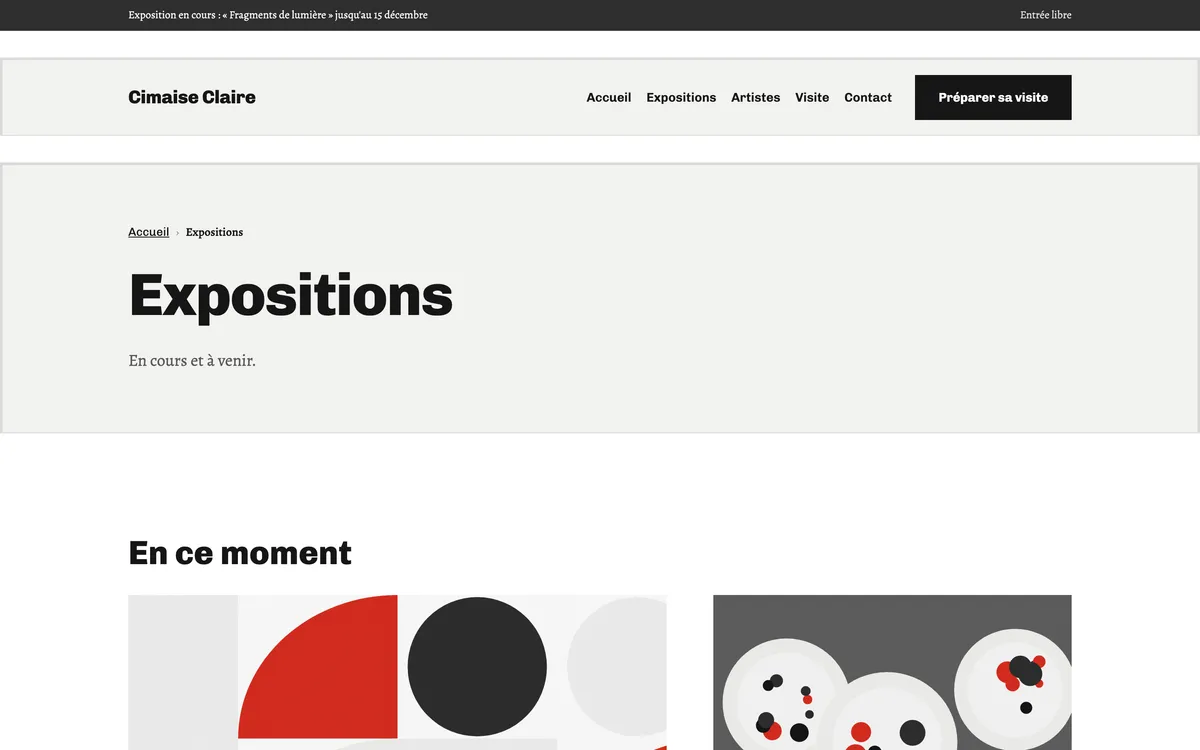 Exposition en cours : « Fragments de lumière » jusqu'au 15 décembre
Entrée libre
Cimaise Claire
Accueil Expositions Artistes Visite Contact Préparer sa visite
Accueil › Expositions
Expositions
En cours et à venir.
En ce moment